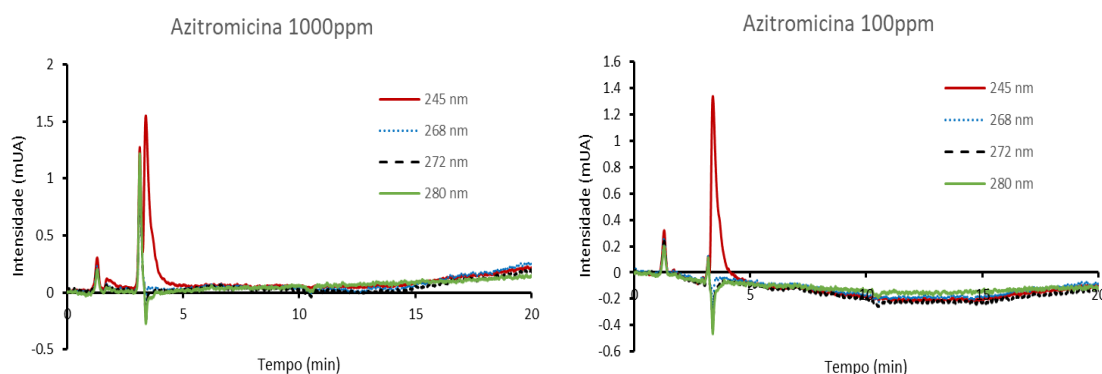 Azitromicina 1000ppm
Intensidade (mUA)
2
1.5
1
0.5
0
-0.5
0
5
10
15
20
Tempo (min)
245 nm
268 nm
272 nm
280 nm
Azitromicina 100ppm
Intensidade (mUA)
1.6
1.4
1.2
1
0.8
0.6
0.4
0.2
0
-0.2
-0.4
-0.6
0
5
10
15
20
Tempo (min)
245 nm
268 nm
272 nm
280 nm